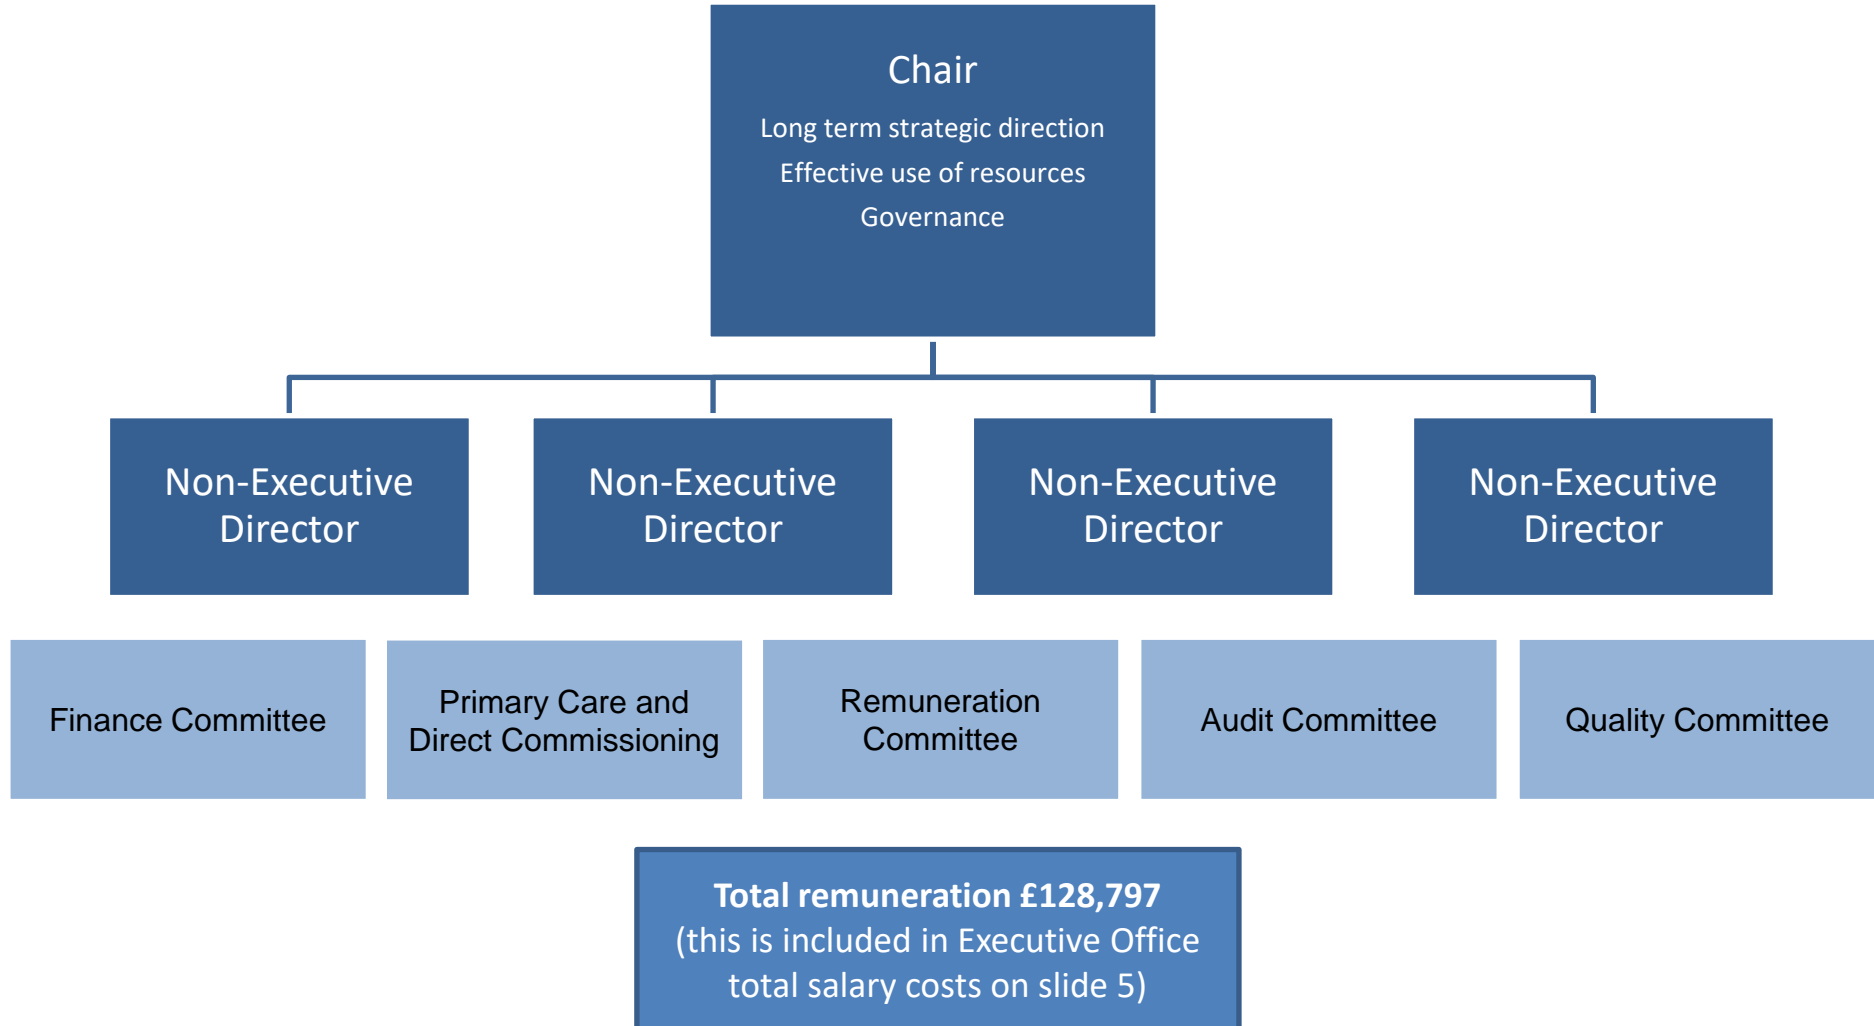 Chair
Long term strategic direction
Effective use of resources
Governance
Non-Executive
Director
Non-Executive
Director
Non-Executive
Director
Non-Executive
Director
Finance Committee
Primary Care and
Direct Commissioning
Remuneration
Committee
Audit Committee
Quality Committee
Total remuneration £128,797
(this is included in Executive Office
total salary costs on slide 5)